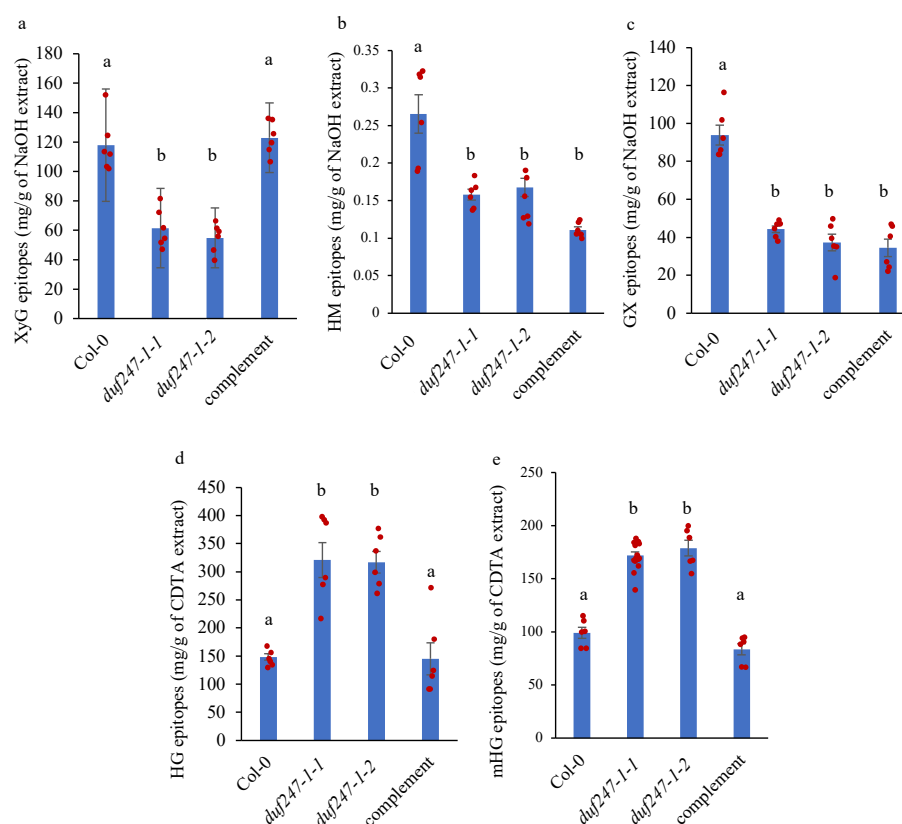 a
XyG epitopes (mg/g of NaOH extract)
180
160
140
120
100
80
60
40
20
0
a
b
b
a
Col-0
duf247-1-1
duf247-1-2
complement
b
HM epitopes (mg/g of NaOH extract)
0.35
0.3
0.25
0.2
0.15
0.1
0.05
0
a
b
b
b
Col-0
duf247-1-1
duf247-1-2
complement
c
GX epitopes (mg/g of NaOH extract)
140
120
100
80
60
40
20
0
a
b
b
b
Col-0
duf247-1-1
duf247-1-2
complement
d
HG epitopes (mg/g of CDTA extract)
450
400
350
300
250
200
150
100
50
0
a
b
b
a
Col-0
duf247-1-1
duf247-1-2
complement
e
mHG epitopes (mg/g of CDTA extract)
250
200
150
100
50
0
a
b
b
a
Col-0
duf247-1-1
duf247-1-2
complement